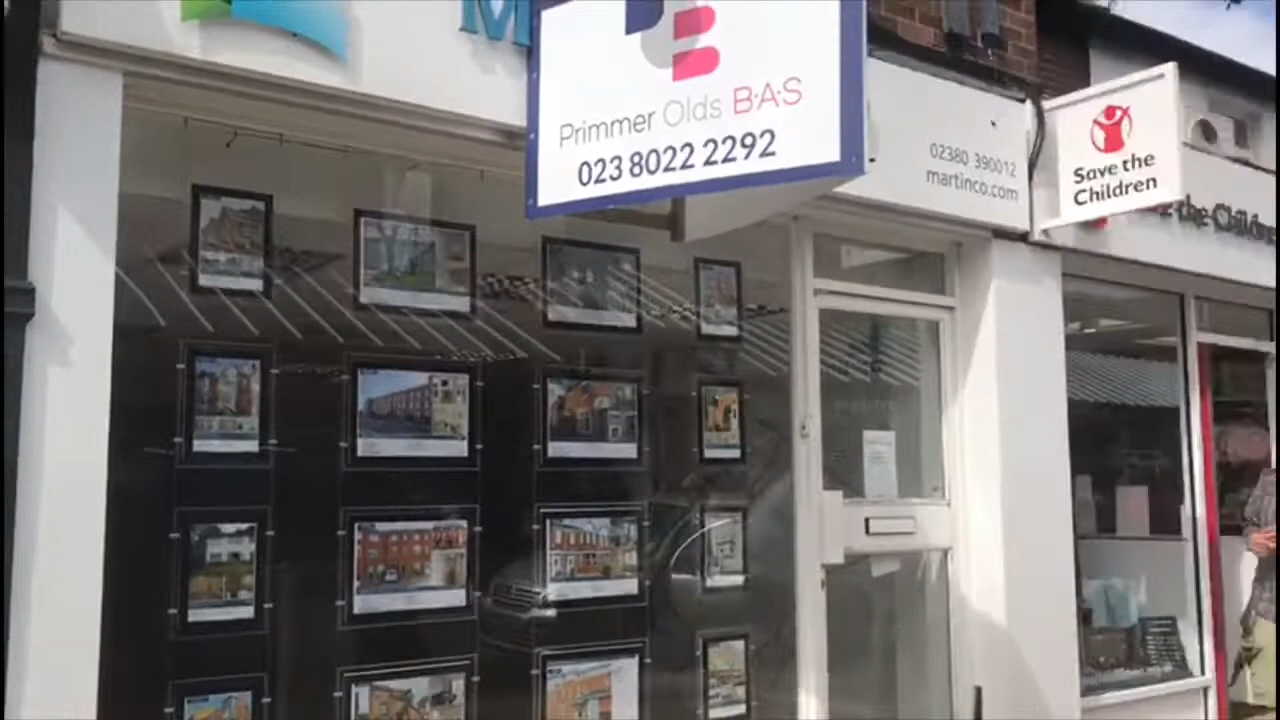 M
Primmer Olds B·A·S
023 8022 2292
02380 390012
martinco.com
Save the
Children
the Childre